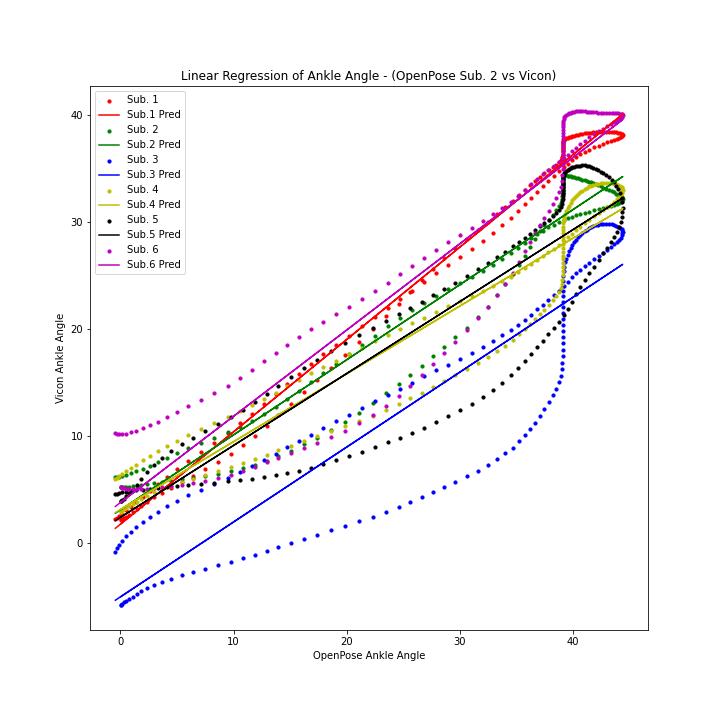 Linear Regression of Ankle Angle - (OpenPose Sub. 2 vs Vicon)
Sub. 1
Sub.1 Pred
Sub. 2
Sub.2 Pred
Sub. 3
Sub.3 Pred
Sub. 4
Sub.4 Pred
Sub. 5
Sub.5 Pred
Sub. 6
Sub.6 Pred
40
30
20
10
0
Vicon Ankle Angle
0 10 20 30 40
OpenPose Ankle Angle